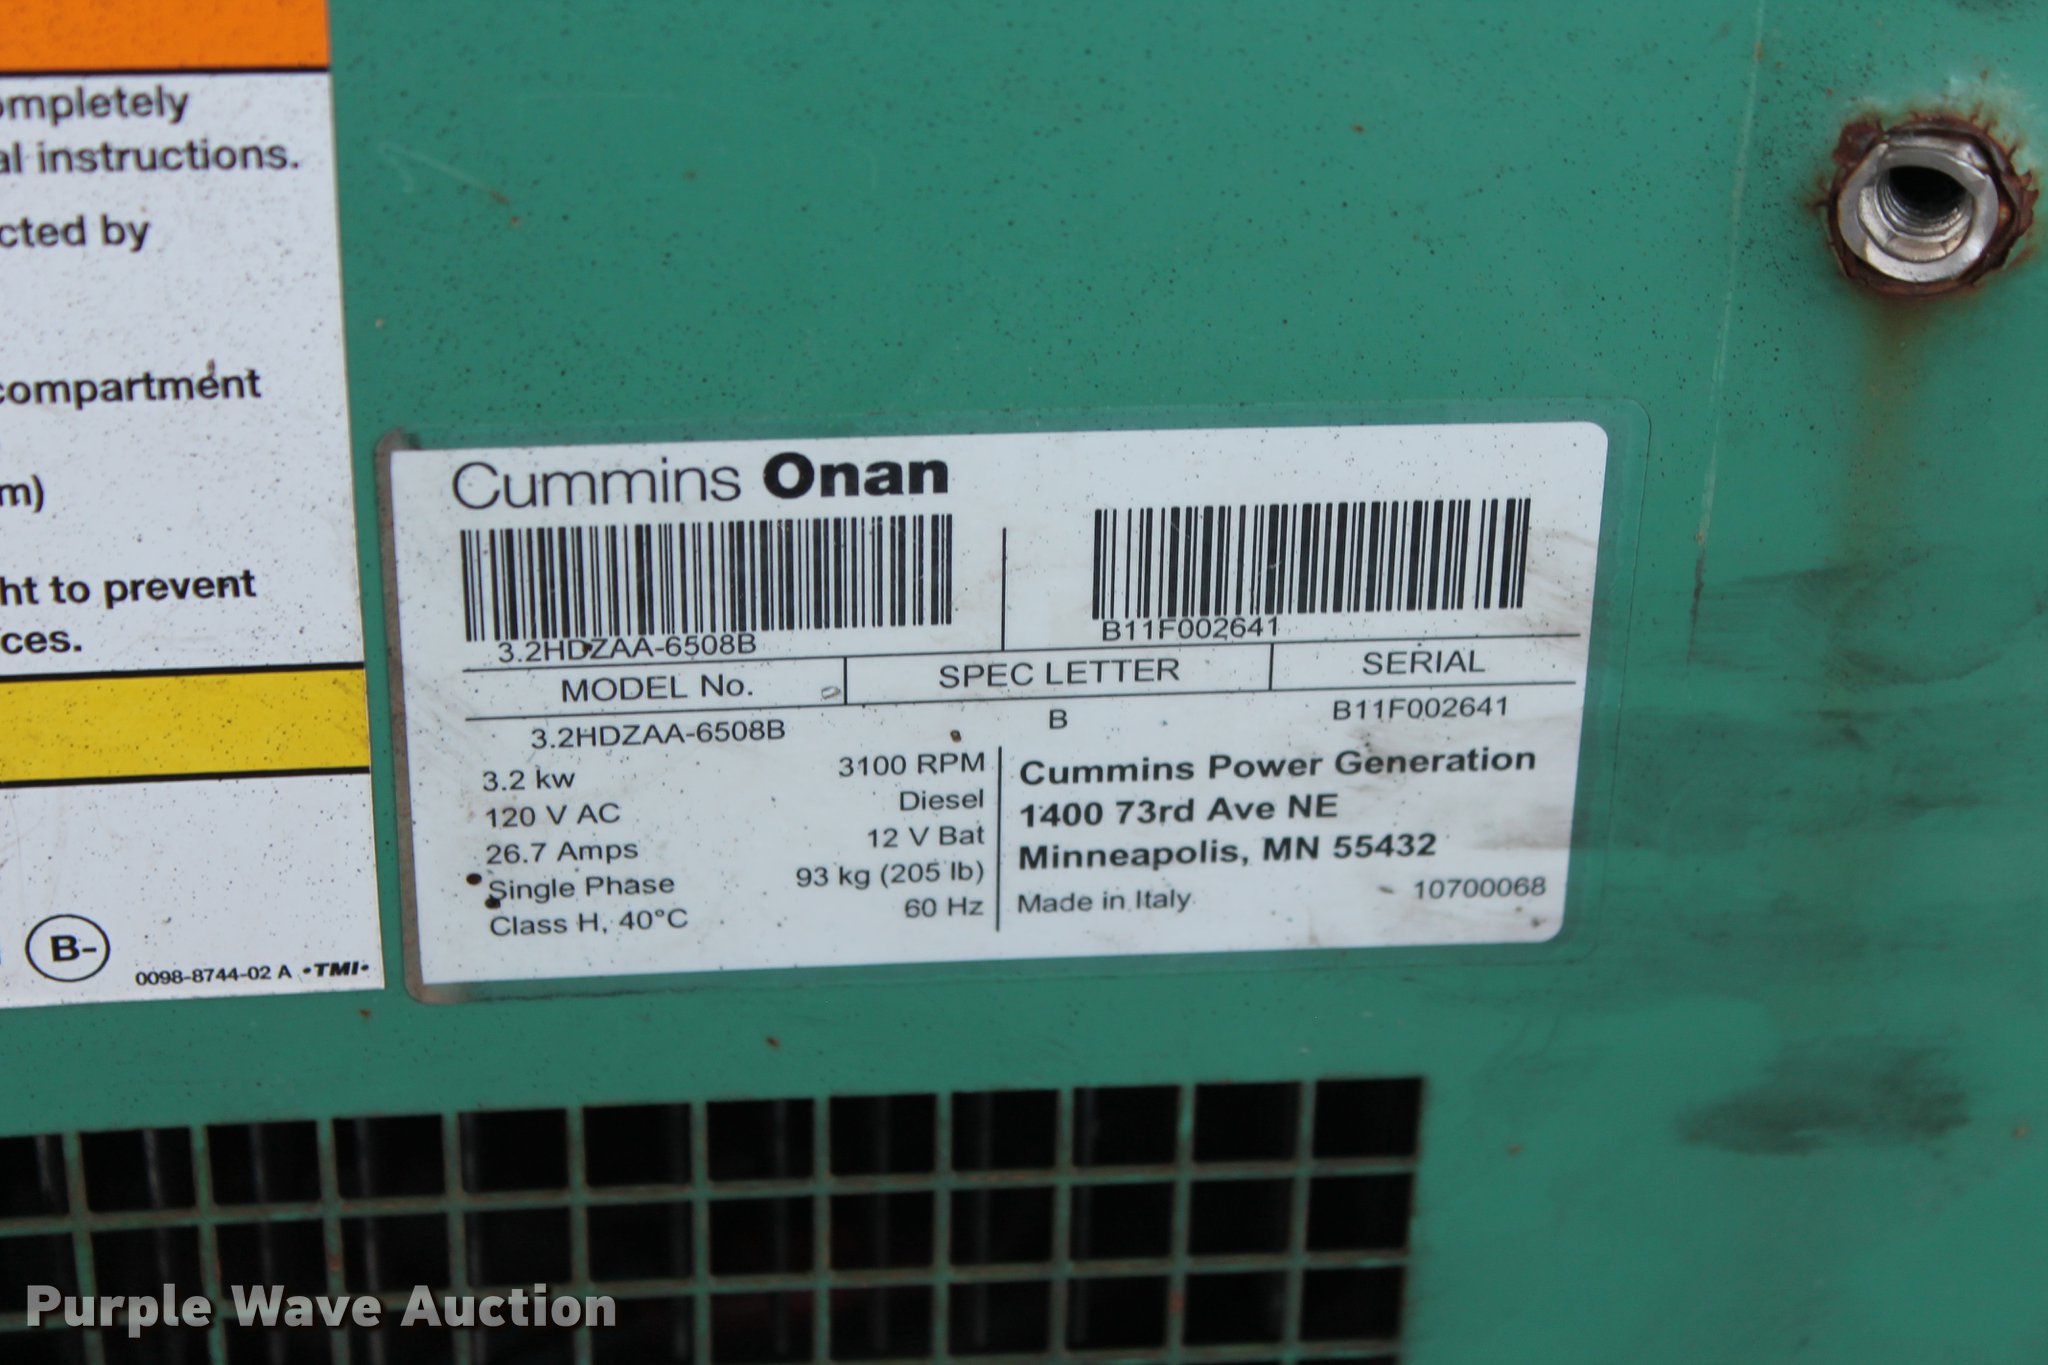 ompletely
al instructions.
cted by
compartment
m)
ht to prevent
ces.
B-
0098-8744-02 A •TMI•
Cummins Onan
3.2HDZAA-6508B
B11F002641
MODEL No.
SPEC LETTER
SERIAL
3.2HDZAA-6508B
B
B11F002641
3.2 kw
3100 RPM
120 V AC
Diesel
26.7 Amps
12 V Bat
Single Phase
93 kg (205 lb)
Class H, 40°C
60 Hz
Cummins Power Generation
1400 73rd Ave NE
Minneapolis, MN 55432
Made in Italy
10700068
Purple Wave Auction